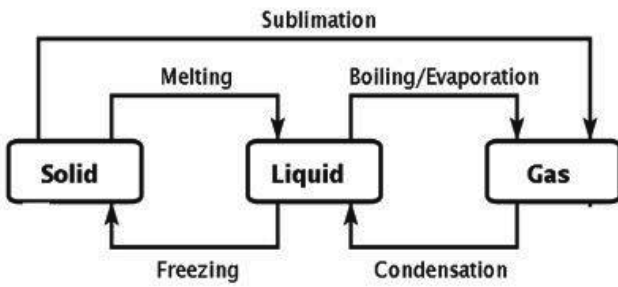 Sublimation
Melting
Boiling/Evaporation
Solid
Liquid
Gas
Freezing
Condensation